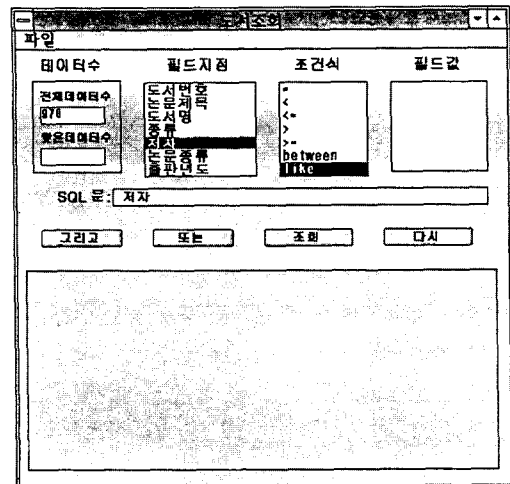 도서조회
파일
데이터수
필드지정
조건식
필드값
전체데이터수
978
찾은데이터수
도서번호
논문제목
도서명
종류
저자
논문종류
출판년도
=
<
<=
>
>=
between
like
SQL 문: 저자
그리고
또는
조회
다시